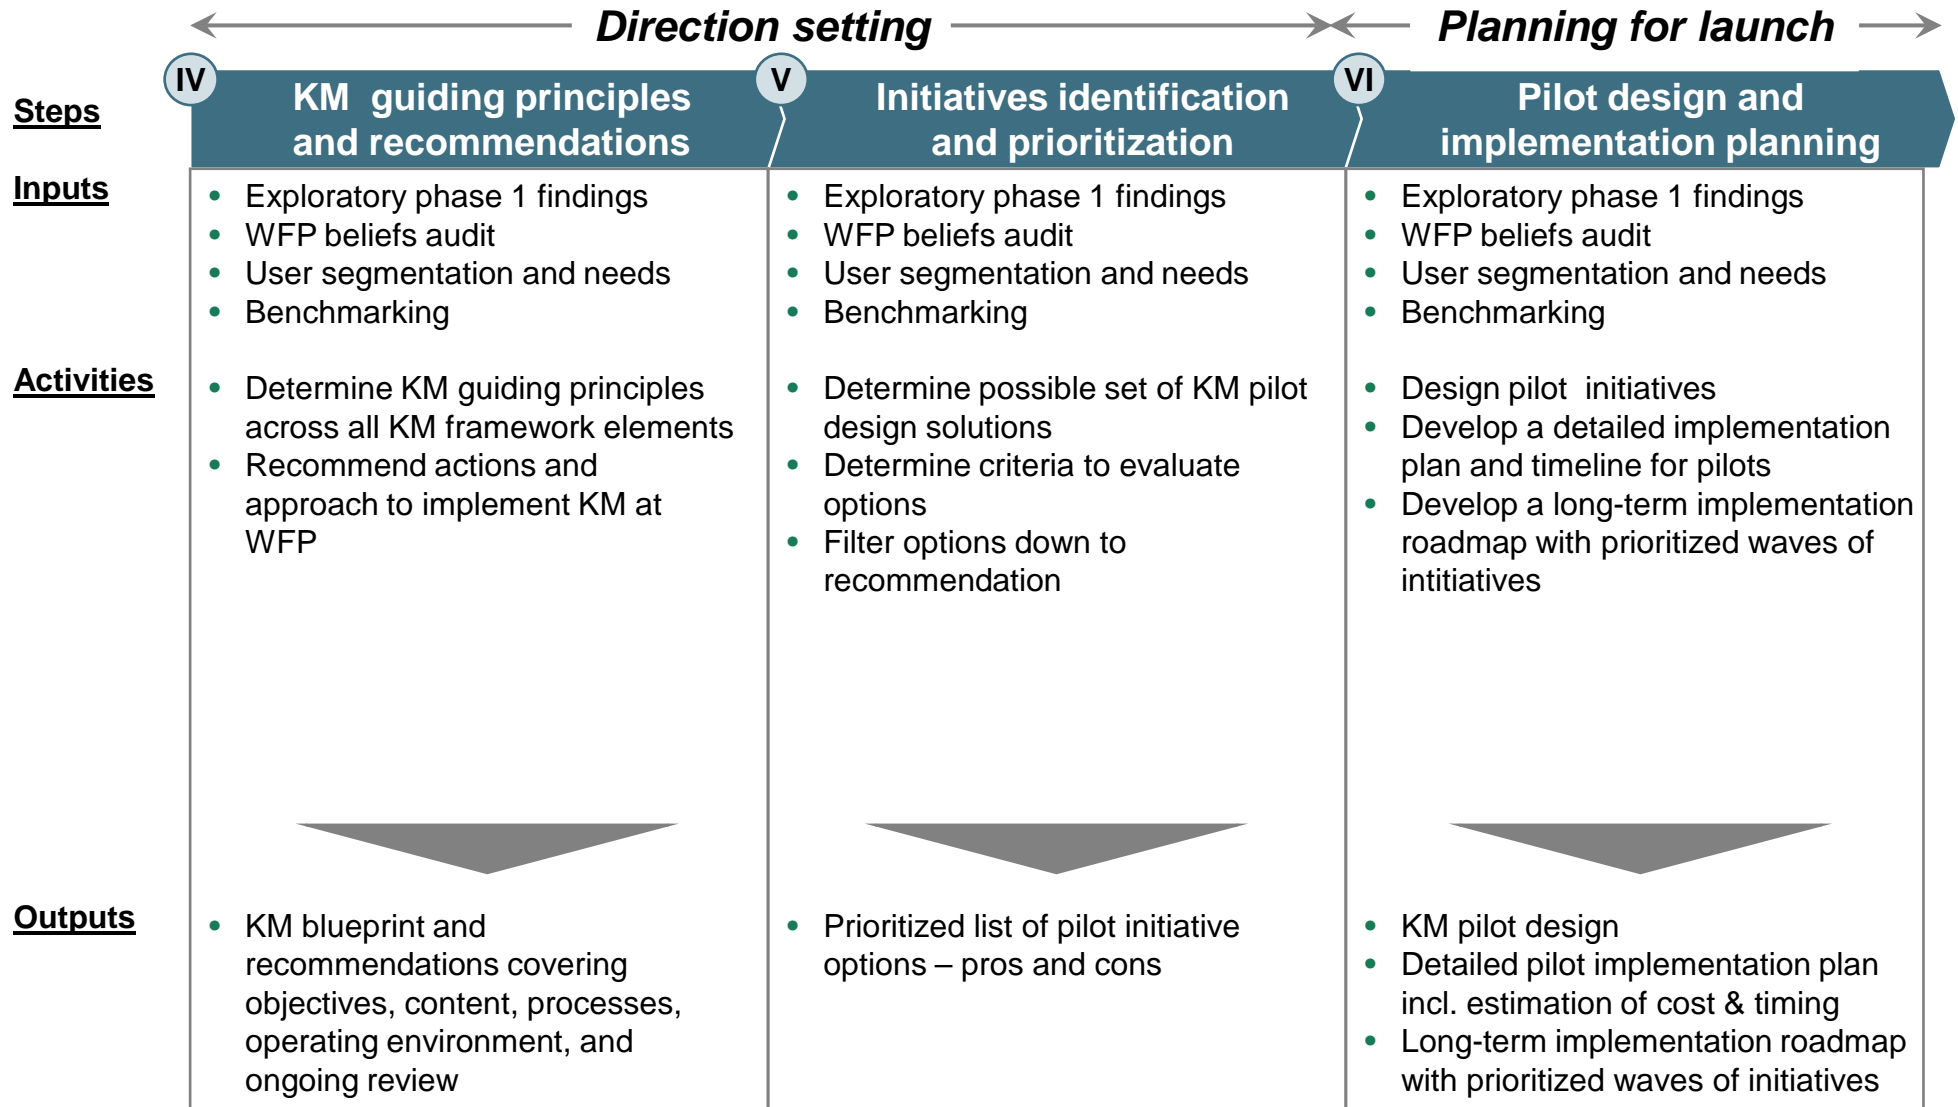 Direction setting
Planning for launch
Steps
IV
KM guiding principles
and recommendations
V
Initiatives identification
and prioritization
VI
Pilot design and
implementation planning
Inputs
• Exploratory phase 1 findings
• WFP beliefs audit
• User segmentation and needs
• Benchmarking
• Exploratory phase 1 findings
• WFP beliefs audit
• User segmentation and needs
• Benchmarking
• Exploratory phase 1 findings
• WFP beliefs audit
• User segmentation and needs
• Benchmarking
Activities
• Determine KM guiding principles
across all KM framework elements
• Recommend actions and
approach to implement KM at
WFP
• Determine possible set of KM pilot
design solutions
• Determine criteria to evaluate
options
• Filter options down to
recommendation
• Design pilot initiatives
• Develop a detailed implementation
plan and timeline for pilots
• Develop a long-term implementation
roadmap with prioritized waves of
intitiatives
Outputs
• KM blueprint and
recommendations covering
objectives, content, processes,
operating environment, and
ongoing review
• Prioritized list of pilot initiative
options – pros and cons
• KM pilot design
• Detailed pilot implementation plan
incl. estimation of cost & timing
• Long-term implementation roadmap
with prioritized waves of initiatives